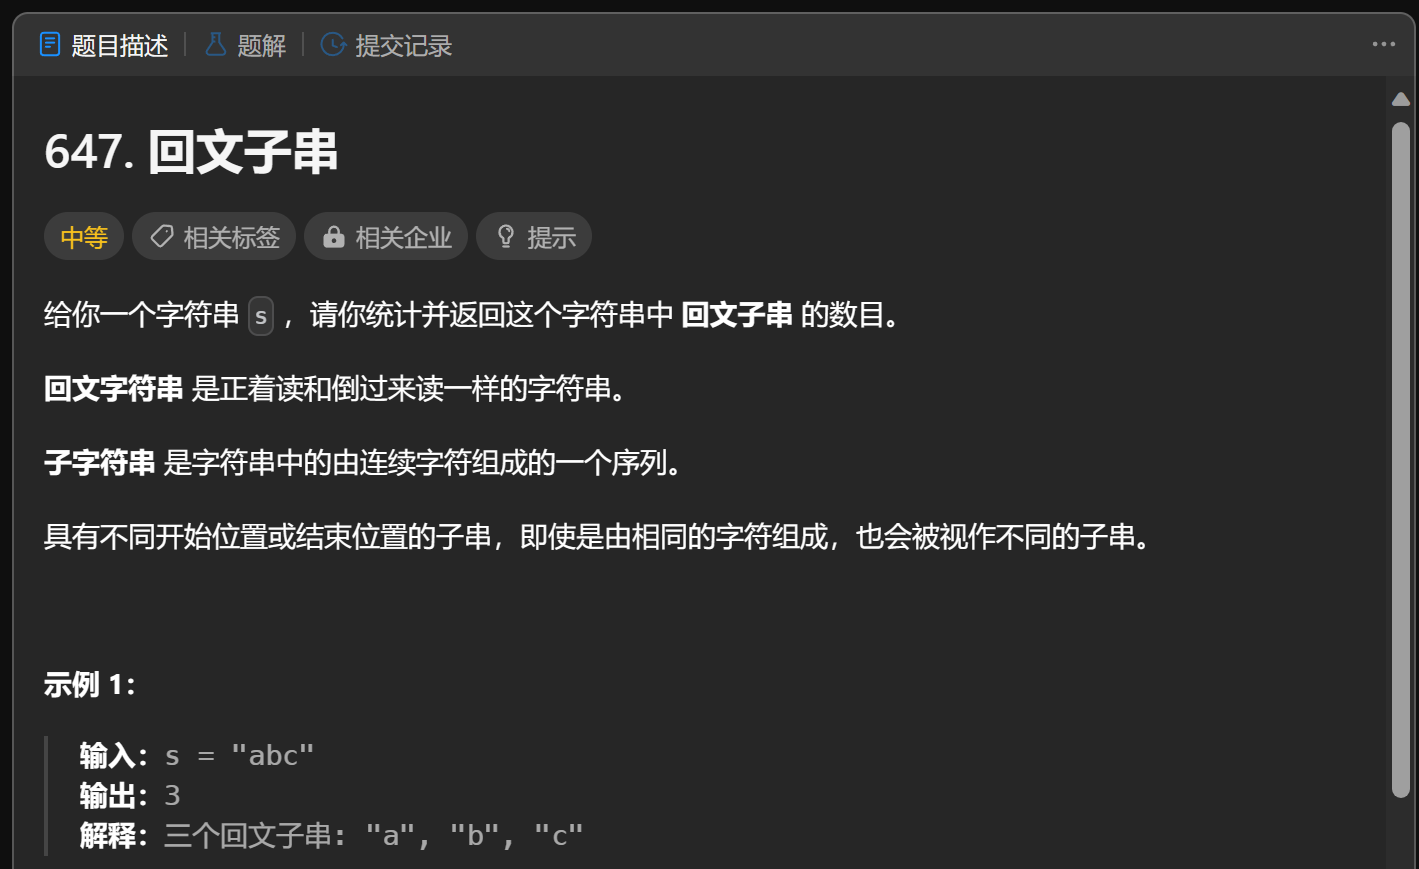 题目描述 题解 提交记录
647. 回文子串
中等 相关标签 相关企业 提示
给你一个字符串 s ，请你统计并返回这个字符串中 回文子串 的数目。
回文字符串 是正着读和倒过来读一样的字符串。
子字符串 是字符串中的由连续字符组成的一个序列。
具有不同开始位置或结束位置的子串，即使是由相同的字符组成，也会被视作不同的子串。
示例 1：
输入：s = "abc"
输出：3
解释：三个回文子串: "a", "b", "c"